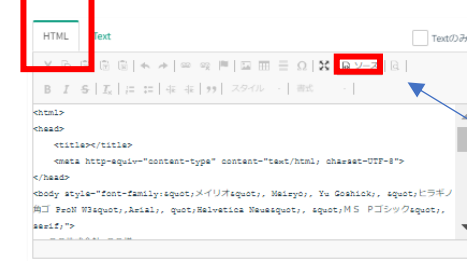 HTML Text Textのみ
ソース
B I S スタイル 書式
<html>
<head>
<title></title>
<meta http-equiv="content-type" content="text/html; charset=UTF-8">
</head>
<body style="font-family:&quot;メイリオ&quot;, Meiryo, Yu Goshick, &quot;ヒラギノ
角ゴ ProN W3&quot;,Arial, quot;Helvetica Neue&quot;, &quot;MS Pゴシック&quot;,
serif;">